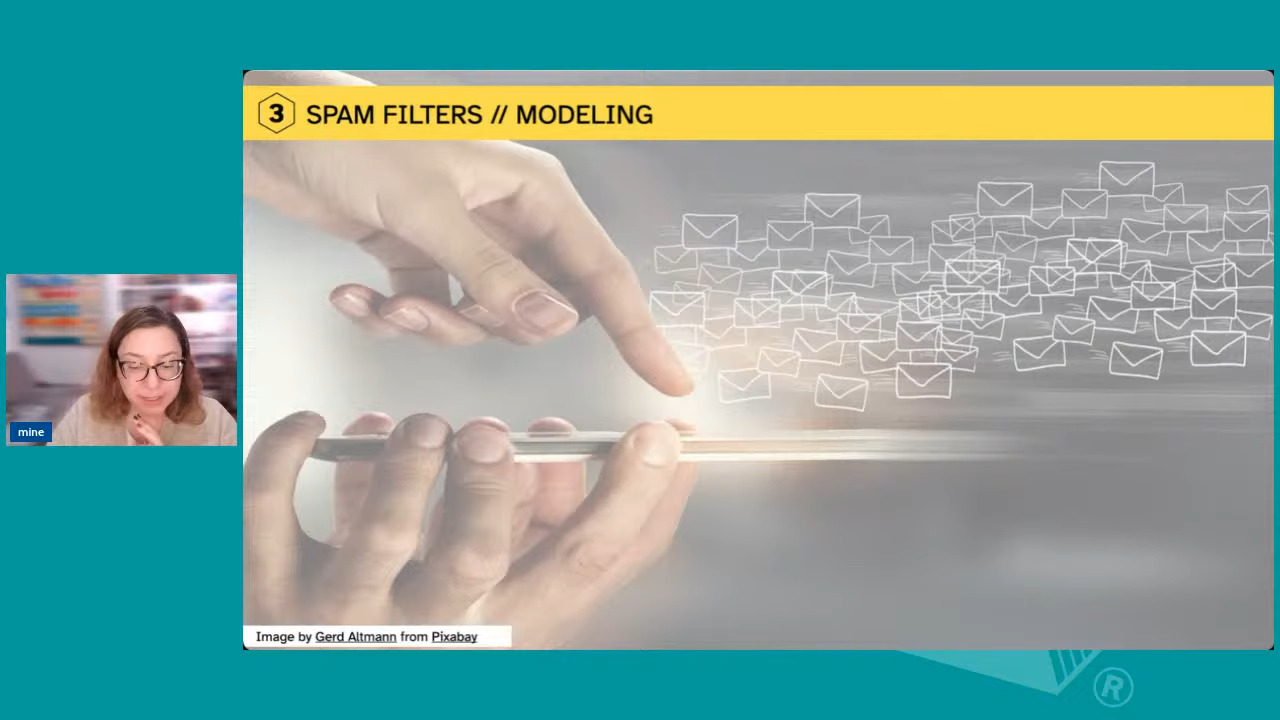 3 SPAM FILTERS // MODELING
mine
Image by Gerd Altmann from Pixabay
®